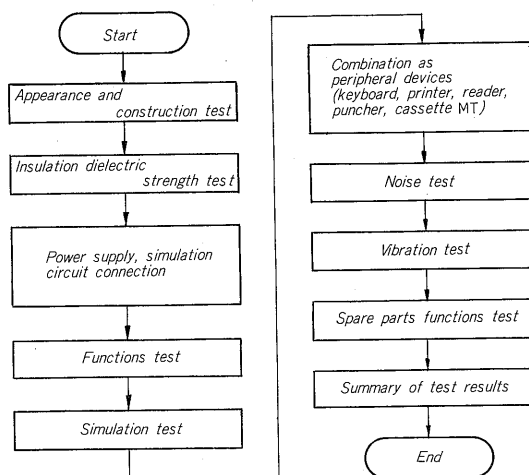 Start
Appearance and
construction test
Insulation dielectric
strength test
Power supply, simulation
circuit connection
Functions test
Simulation test
Combination as
peripheral devices
(keyboard, printer, reader,
puncher, cassette MT)
Noise test
Vibration test
Spare parts functions test
Summary of test results
End